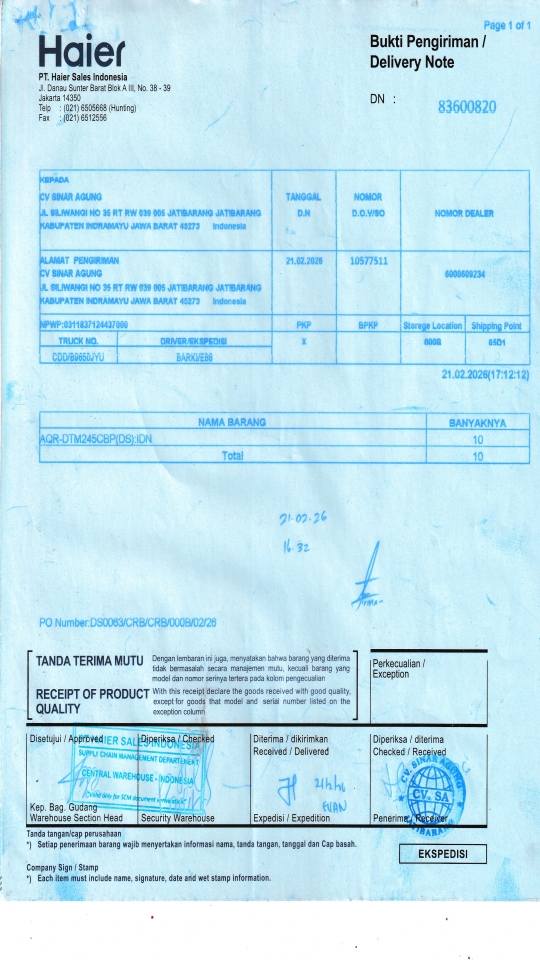 Page 1 of 1
Haier
Bukti Pengiriman /
Delivery Note
PT. Haier Sales Indonesia
Jl. Danau Sunter Barat Blok A III, No. 38 - 39
Jakarta 14350
Telp : (021) 6505668 (Hunting)
Fax : (021) 6512556
DN : 83600820
KEPADA
CV SINAR AGUNG
JL SILIWANGI NO 35 RT RW 039 005 JATIBARANG JATIBARANG
KABUPATEN INDRAMAYU JAWA BARAT 45273 Indonesia
TANGGAL
D.N
NOMOR
D.O.Y/SO
NOMOR DEALER
ALAMAT PENGIRIMAN
CV SINAR AGUNG
JL SILIWANGI NO 35 RT RW 039 005 JATIBARANG JATIBARANG
KABUPATEN INDRAMAYU JAWA BARAT 45273 Indonesia
21.02.2026
10577511
6000609234
NPWP:0311837124437000
PKP
BPKP
Storege Location
Shipping Point
TRUCK NO.
DRIVER/EKSPEDISI
X
000B
65D1
CDD/B9650JYU
BARKI/EB6
21.02.2026(17:12:12)
NAMA BARANG BANYAKNYA
AQR-DTM245CBP(DS):IDN 10
Total 10
21-02-26
16.32
PO Number:DS0063/CRB/CRB/000B/02/26
TANDA TERIMA MUTU
Dengan lembaran ini juga, menyatakan bahwa barang yang diterima
tidak bermasalah secara manajemen mutu, kecuali barang yang
model dan nomor serinya tertera pada kolom pengecualian
RECEIPT OF PRODUCT
QUALITY
With this receipt declare the goods received with good quality,
except for goods that model and serial number listed on the
exception column
Perkecualian /
Exception
Disetujui / Approved
Diperiksa / Checked
Diterima / dikirimkan
Received / Delivered
Diperiksa / diterima
Checked / Received
HAIER SALES INDONESIA
SUPPLY CHAIN MANAGEMENT DEPARTEMENT
CENTRAL WAREHOUSE - INDONESIA
21/2/26
EVAN
CV. SINAR AGUNG
CV. SA
JATIBARANG
Kep. Bag. Gudang
Warehouse Section Head
Security Warehouse
Expedisi / Expedition
Penerima / Receiver
Tanda tangan/cap perusahaan
*) Setiap penerimaan barang wajib menyertakan informasi nama, tanda tangan, tanggal dan Cap basah.
EKSPEDISI
Company Sign / Stamp
*) Each item must include name, signature, date and wet stamp information.